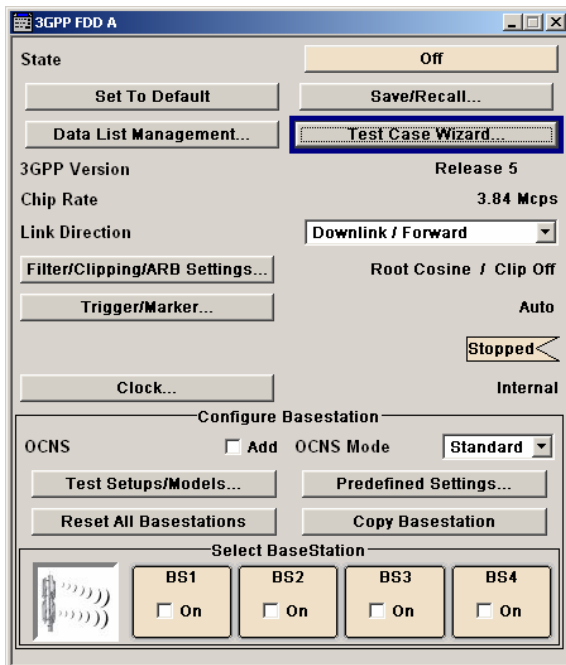 3GPP FDD A
State Off
Set To Default Save/Recall...
Data List Management... Test Case Wizard...
3GPP Version Release 5
Chip Rate 3.84 Mcps
Link Direction Downlink / Forward
Filter/Clipping/ARB Settings... Root Cosine / Clip Off
Trigger/Marker... Auto
Stopped
Clock... Internal
Configure Basestation
OCNS Add OCNS Mode Standard
Test Setups/Models... Predefined Settings...
Reset All Basestations Copy Basestation
Select BaseStation
BS1 BS2 BS3 BS4
On On On On